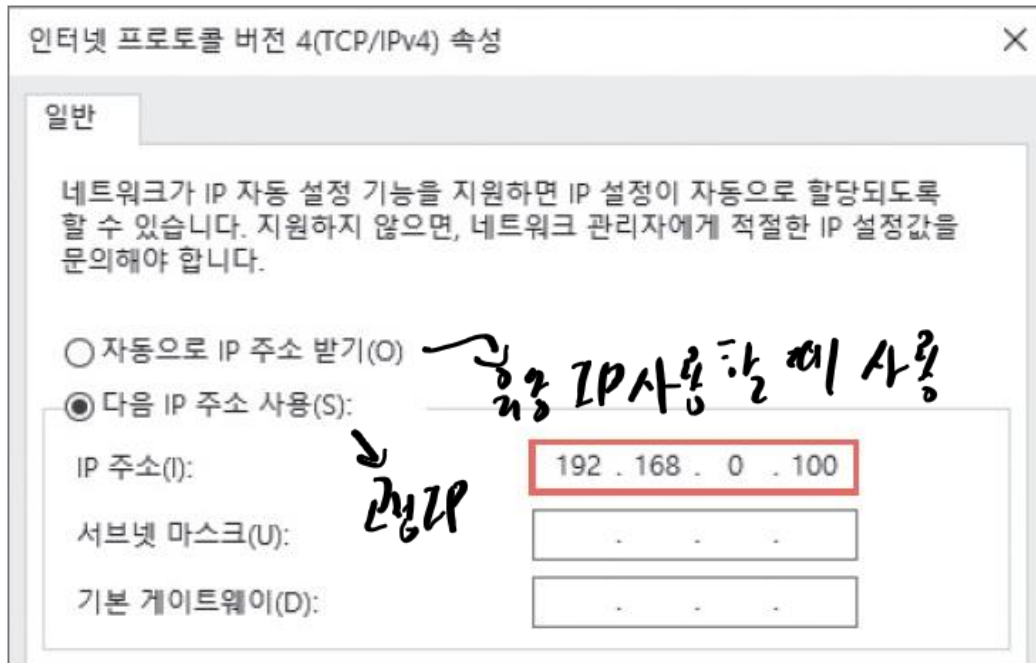 인터넷 프로토콜 버전 4(TCP/IPv4) 속성
일반
네트워크가 IP 자동 설정 기능을 지원하면 IP 설정이 자동으로 할당되도록
할 수 있습니다. 지원하지 않으면, 네트워크 관리자에게 적절한 IP 설정값을
문의해야 합니다.
자동으로 IP 주소 받기(O)
IP사용할 때 사용
다음 IP 주소 사용(S):
고정IP
IP 주소(I): 192 . 168 . 0 . 100
서브넷 마스크(U): . . .
기본 게이트웨이(D): . . .